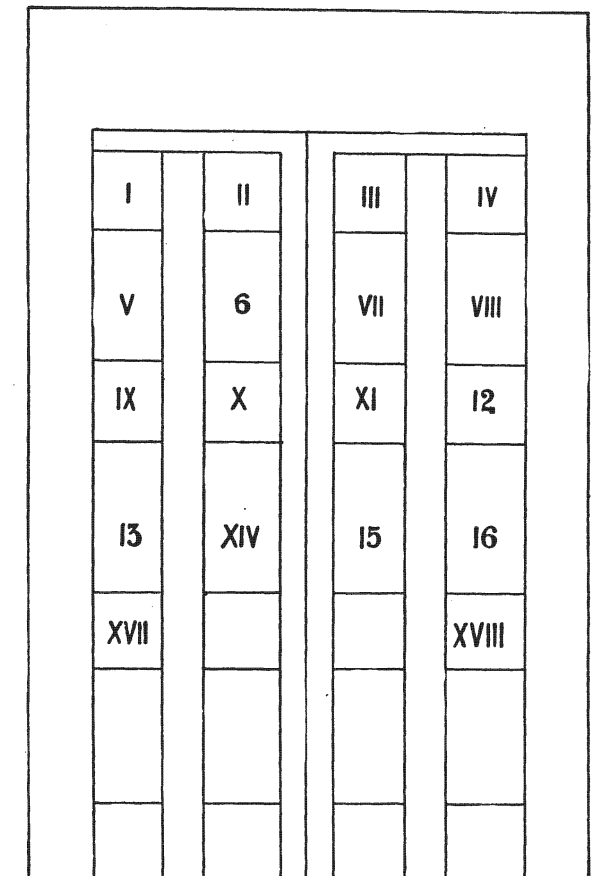 I II III IV
V 6 VII VIII
IX X XI 12
13 XIV 15 16
XVII XVIII